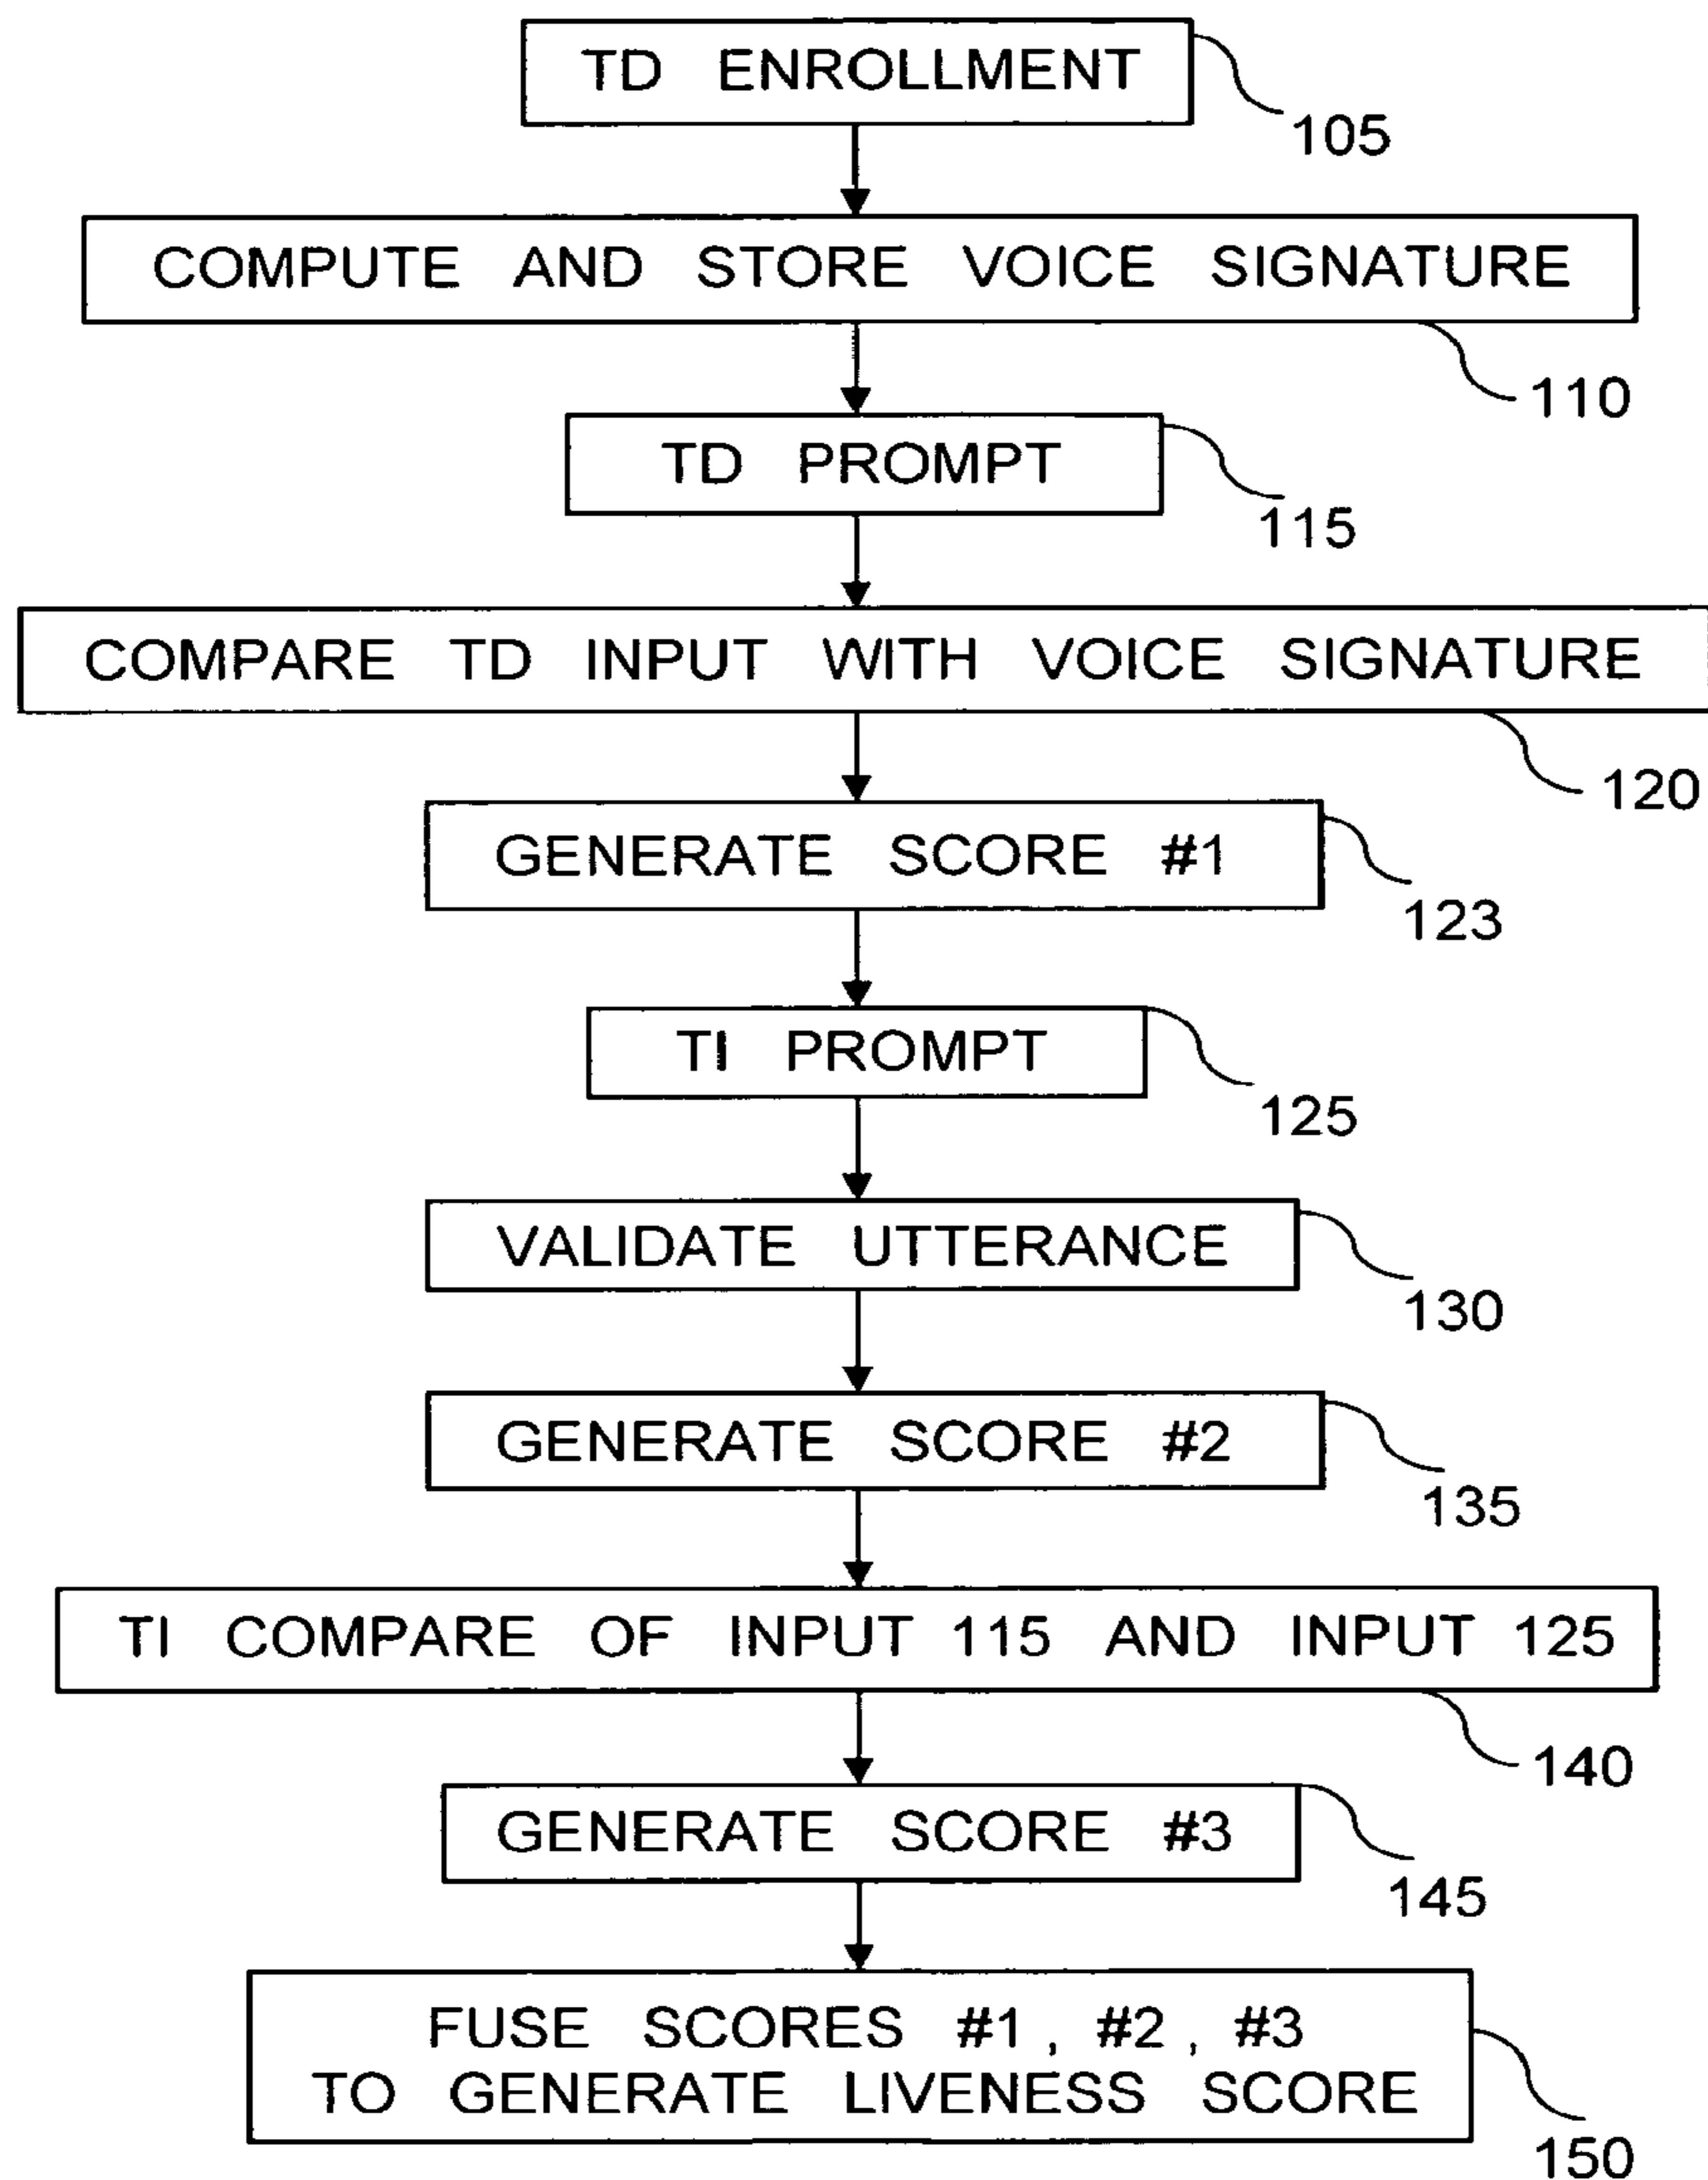 TD ENROLLMENT
105
COMPUTE AND STORE VOICE SIGNATURE
110
TD PROMPT
115
COMPARE TD INPUT WITH VOICE SIGNATURE
120
GENERATE SCORE #1
123
TI PROMPT
125
VALIDATE UTTERANCE
130
GENERATE SCORE #2
135
TI COMPARE OF INPUT 115 AND INPUT 125
140
GENERATE SCORE #3
145
FUSE SCORES #1, #2, #3
TO GENERATE LIVENESS SCORE
150